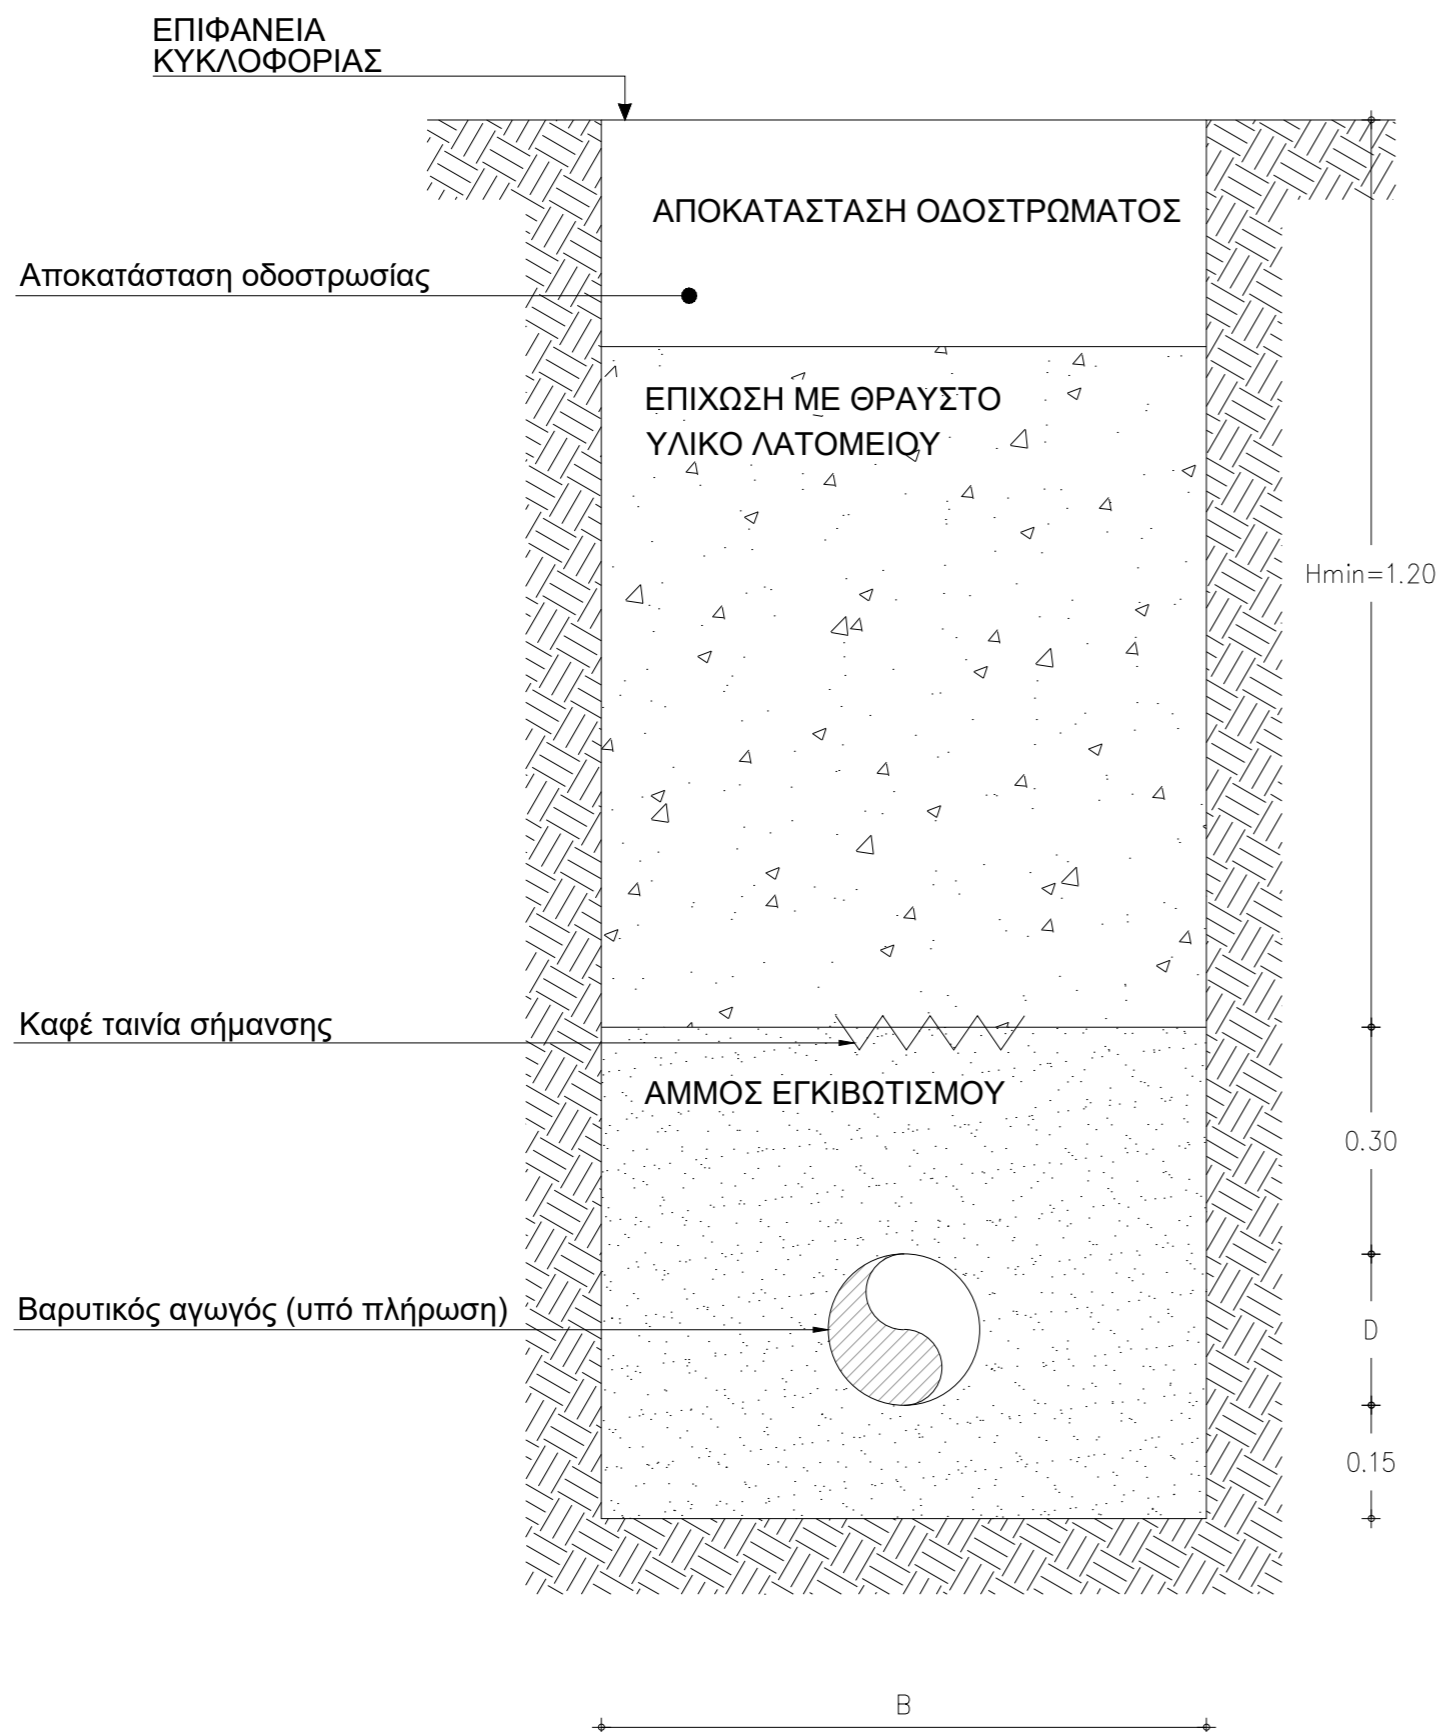 ΕΠΙΦΑΝΕΙΑ
ΚΥΚΛΟΦΟΡΙΑΣ
ΑΠΟΚΑΤΑΣΤΑΣΗ ΟΔΟΣΤΡΩΜΑΤΟΣ
Αποκατάσταση οδοστρωσίας
ΕΠΙΧΩΣΗ ΜΕ ΘΡΑΥΣΤΟ
ΥΛΙΚΟ ΛΑΤΟΜΕΙΟΥ
Hmin=1.20
Καφέ ταινία σήμανσης
ΑΜΜΟΣ ΕΓΚΙΒΩΤΙΣΜΟΥ
0.30
Βαρυτικός αγωγός (υπό πλήρωση)
D
0.15
B